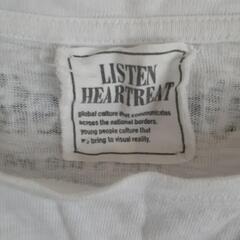 LISTEN
HEARTREAT
global culture that communicates
across the national borders.
young people culture that
bring to visual reality.